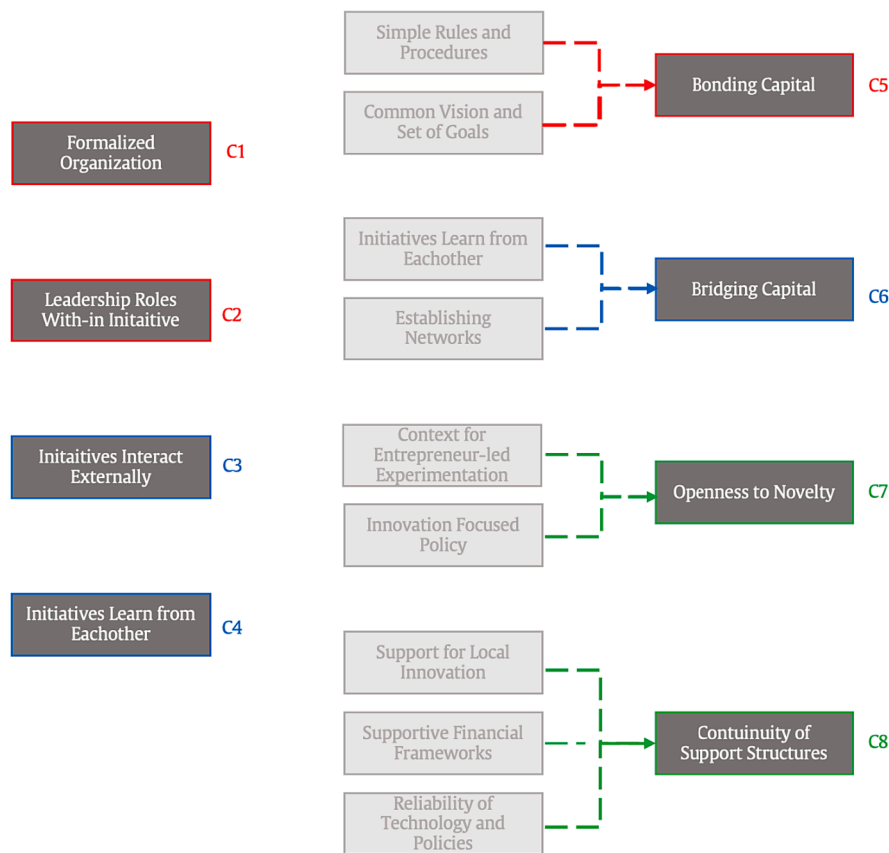 Formalized
Organization
C1
Leadership Roles
With-in Initaitive
C2
Initaitives Interact
Externally
C3
Initiatives Learn from
Eachother
C4
Simple Rules and
Procedures
Common Vision and
Set of Goals
Bonding Capital
C5
Initiatives Learn from
Eachother
Establishing
Networks
Bridging Capital
C6
Context for
Entrepreneur-led
Experimentation
Innovation Focused
Policy
Openness to Novelty
C7
Support for Local
Innovation
Supportive Financial
Frameworks
Reliability of
Technology and
Policies
Contuinuity of
Support Structures
C8